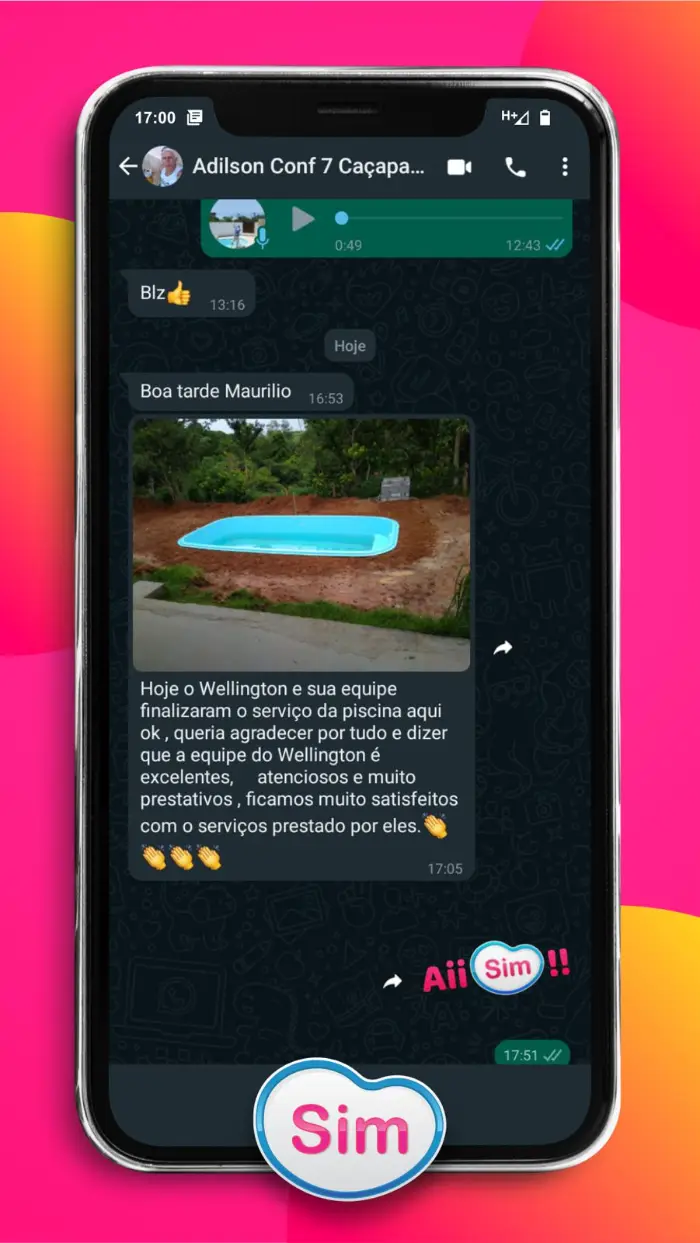 17:00
H+
Adilson Conf 7 Caçapa...
0:49
12:43
Blz👍
13:16
Hoje
Boa tarde Maurilio
16:53
Hoje o Wellington e sua equipe
finalizaram o serviço da piscina aqui
ok , queria agradecer por tudo e dizer
que a equipe do Wellington é
excelentes, atenciosos e muito
prestativos , ficamos muito satisfeitos
com o serviços prestado por eles.👏
👏👏👏
17:05
Aii Sim !!
17:51
Sim